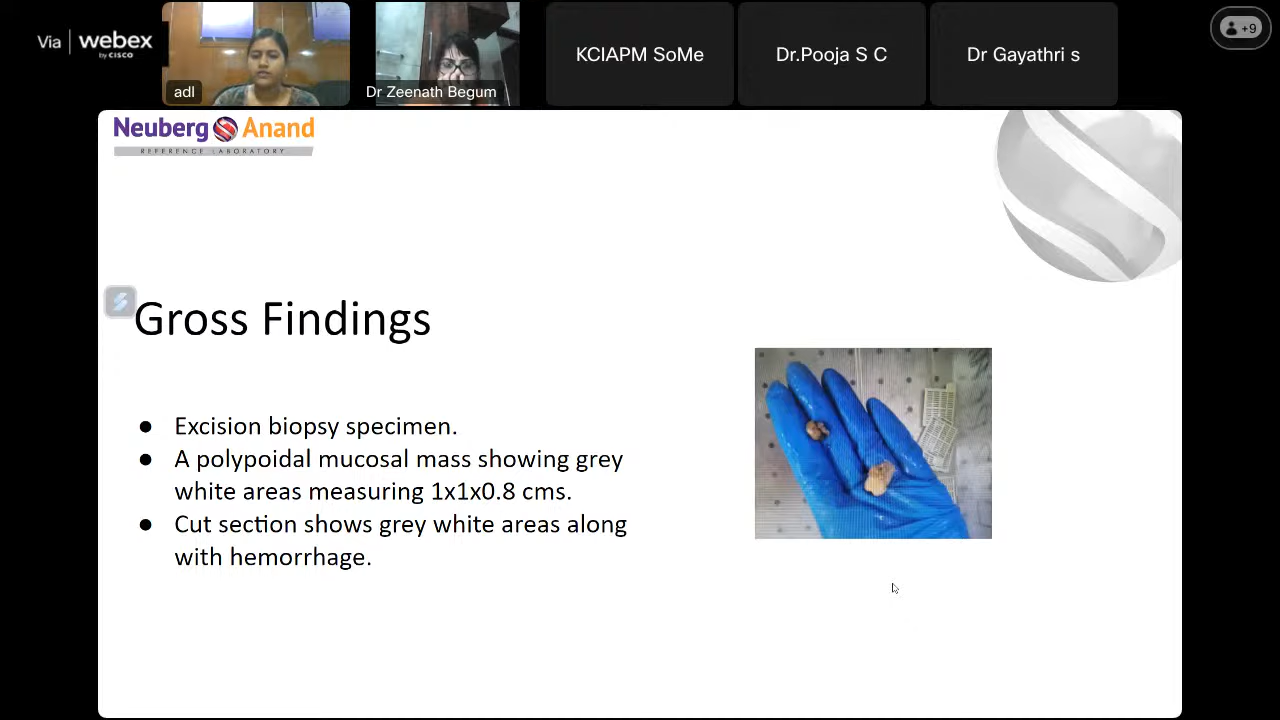 Via webex
by CISCO
adl
Dr Zeenath Begum
KCIAPM SoMe
Dr.Pooja S C
Dr Gayathri s
+9
Neuberg Anand
REFERENCE LABORATORY
Gross Findings
● Excision biopsy specimen.
● A polypoidal mucosal mass showing grey
white areas measuring 1x1x0.8 cms.
● Cut section shows grey white areas along
with hemorrhage.